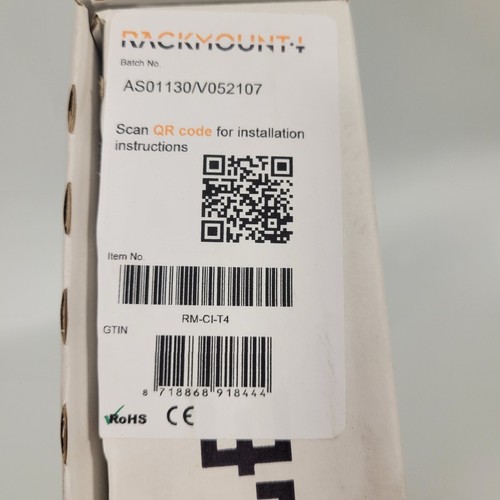 RACKMOUNT.IT
Batch No.
AS01130/V052107
Scan QR code for installation
instructions
Item No.
RM-CI-T4
GTIN
8 718868 918444
RoHS CE